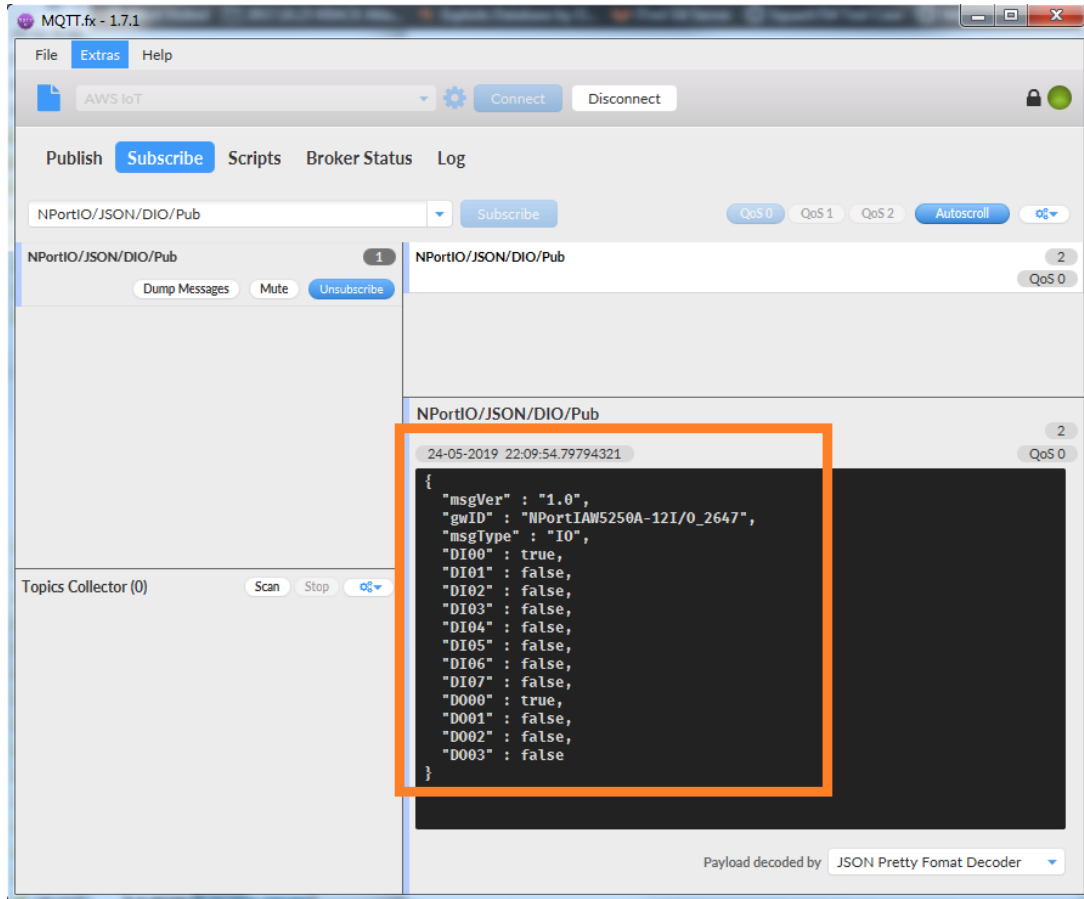 MQTT.fx - 1.7.1
File Extras Help
AWS IoT Connect Disconnect
Publish Subscribe Scripts Broker Status Log
NPortIO/JSON/DIO/Pub Subscribe QoS 0 QoS 1 QoS 2 Autoscroll
NPortIO/JSON/DIO/Pub 1
Dump Messages Mute Unsubscribe
NPortIO/JSON/DIO/Pub 2
QoS 0
Topics Collector (0) Scan Stop
NPortIO/JSON/DIO/Pub
2
24-05-2019 22:09:54.79794321 QoS 0
{
"msgVer" : "1.0",
"gwID" : "NPortIAW5250A-12I/O_2647",
"msgType" : "IO",
"DI00" : true,
"DI01" : false,
"DI02" : false,
"DI03" : false,
"DI04" : false,
"DI05" : false,
"DI06" : false,
"DI07" : false,
"DO00" : true,
"DO01" : false,
"DO02" : false,
"DO03" : false
}
Payload decoded by JSON Pretty Fomat Decoder